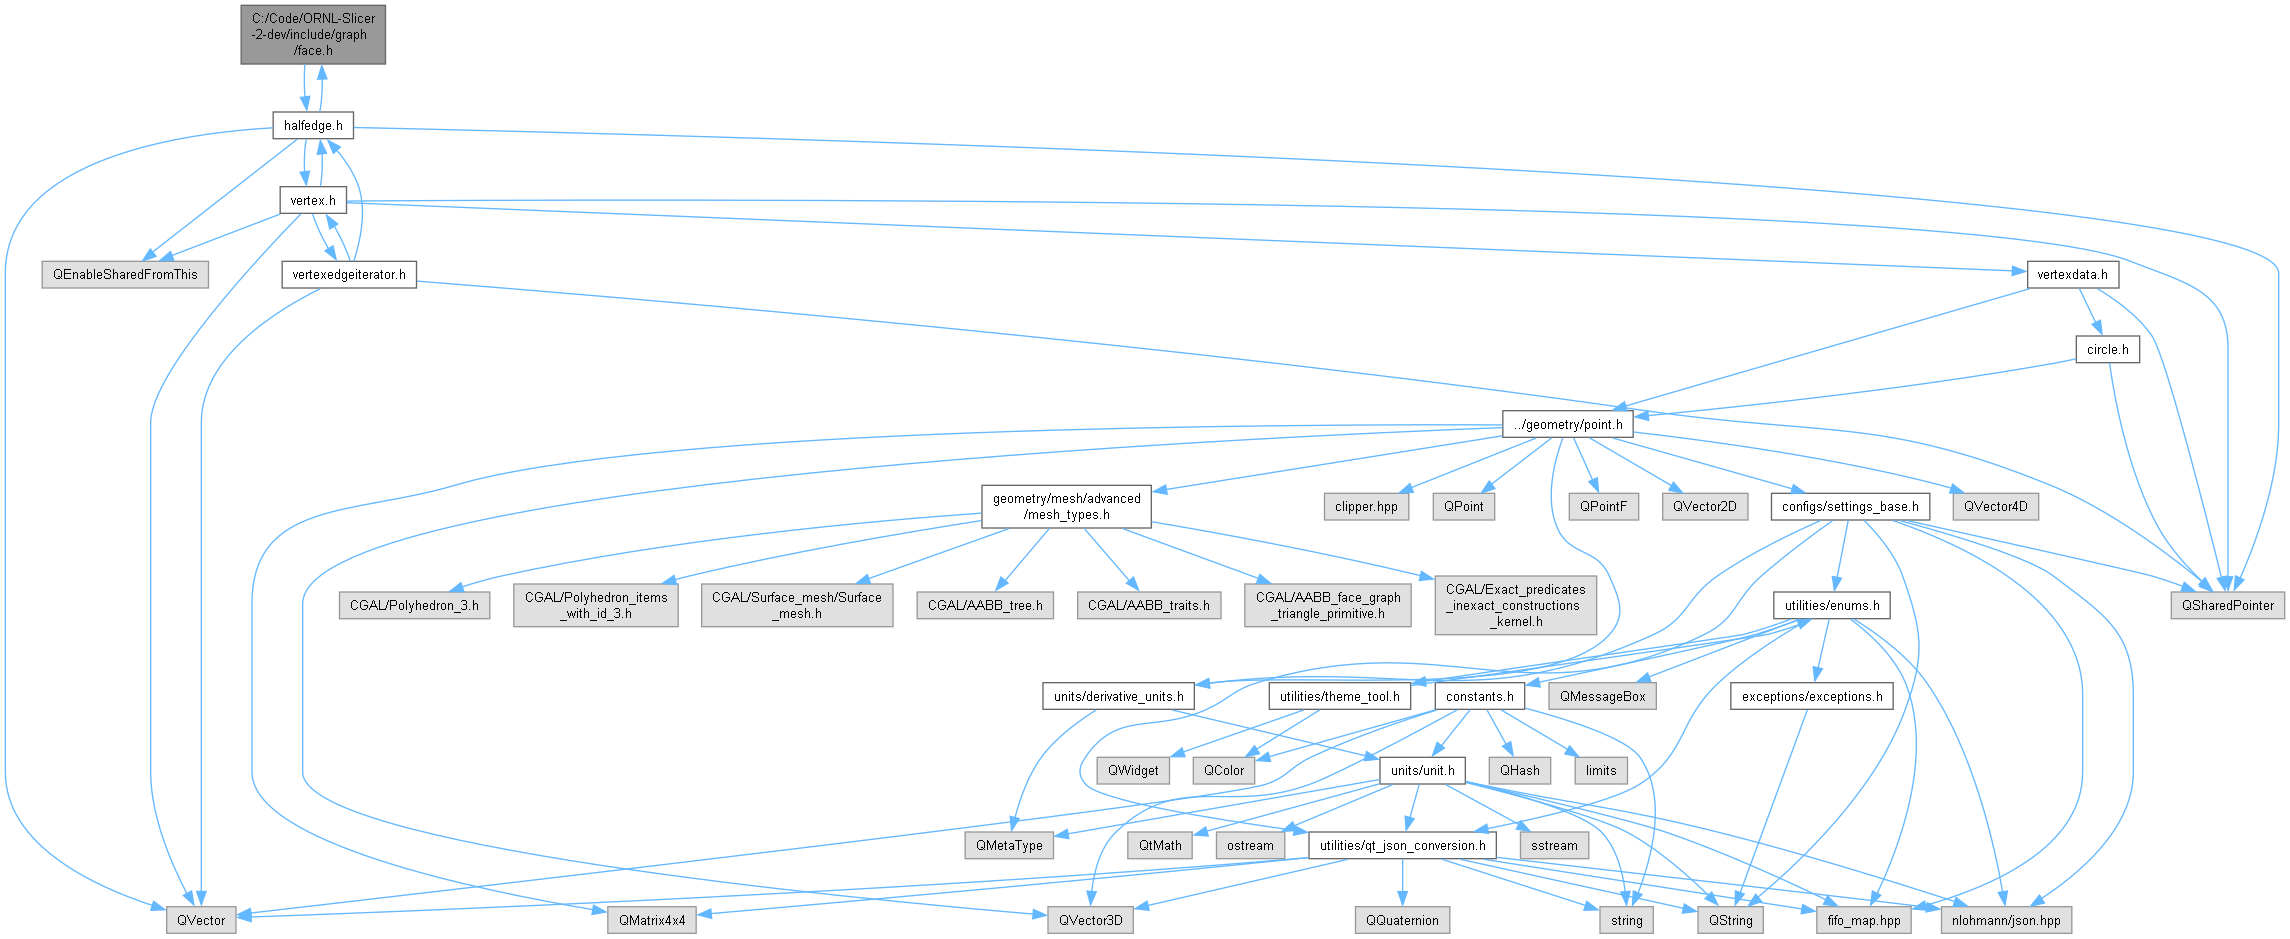 C:/Code/ORNL-Slicer
-2-dev/include/graph
/face.h
halfedge.h
vertex.h
QEnableSharedFromThis
vertexedgeiterator.h
vertexdata.h
circle.h
../geometry/point.h
geometry/mesh/advanced
/mesh_types.h
clipper.hpp
QPoint
QPointF
QVector2D
configs/settings_base.h
QVector4D
CGAL/Polyhedron_3.h
CGAL/Polyhedron_items
_with_id_3.h
CGAL/Surface_mesh/Surface
_mesh.h
CGAL/AABB_tree.h
CGAL/AABB_traits.h
CGAL/AABB_face_graph
_triangle_primitive.h
CGAL/Exact_predicates
_inexact_constructions
_kernel.h
utilities/enums.h
QSharedPointer
units/derivative_units.h
utilities/theme_tool.h
constants.h
QMessageBox
exceptions/exceptions.h
QWidget
QColor
units/unit.h
QHash
limits
QMetaType
QtMath
ostream
utilities/qt_json_conversion.h
sstream
QVector
QMatrix4x4
QVector3D
QQuaternion
string
QString
fifo_map.hpp
nlohmann/json.hpp